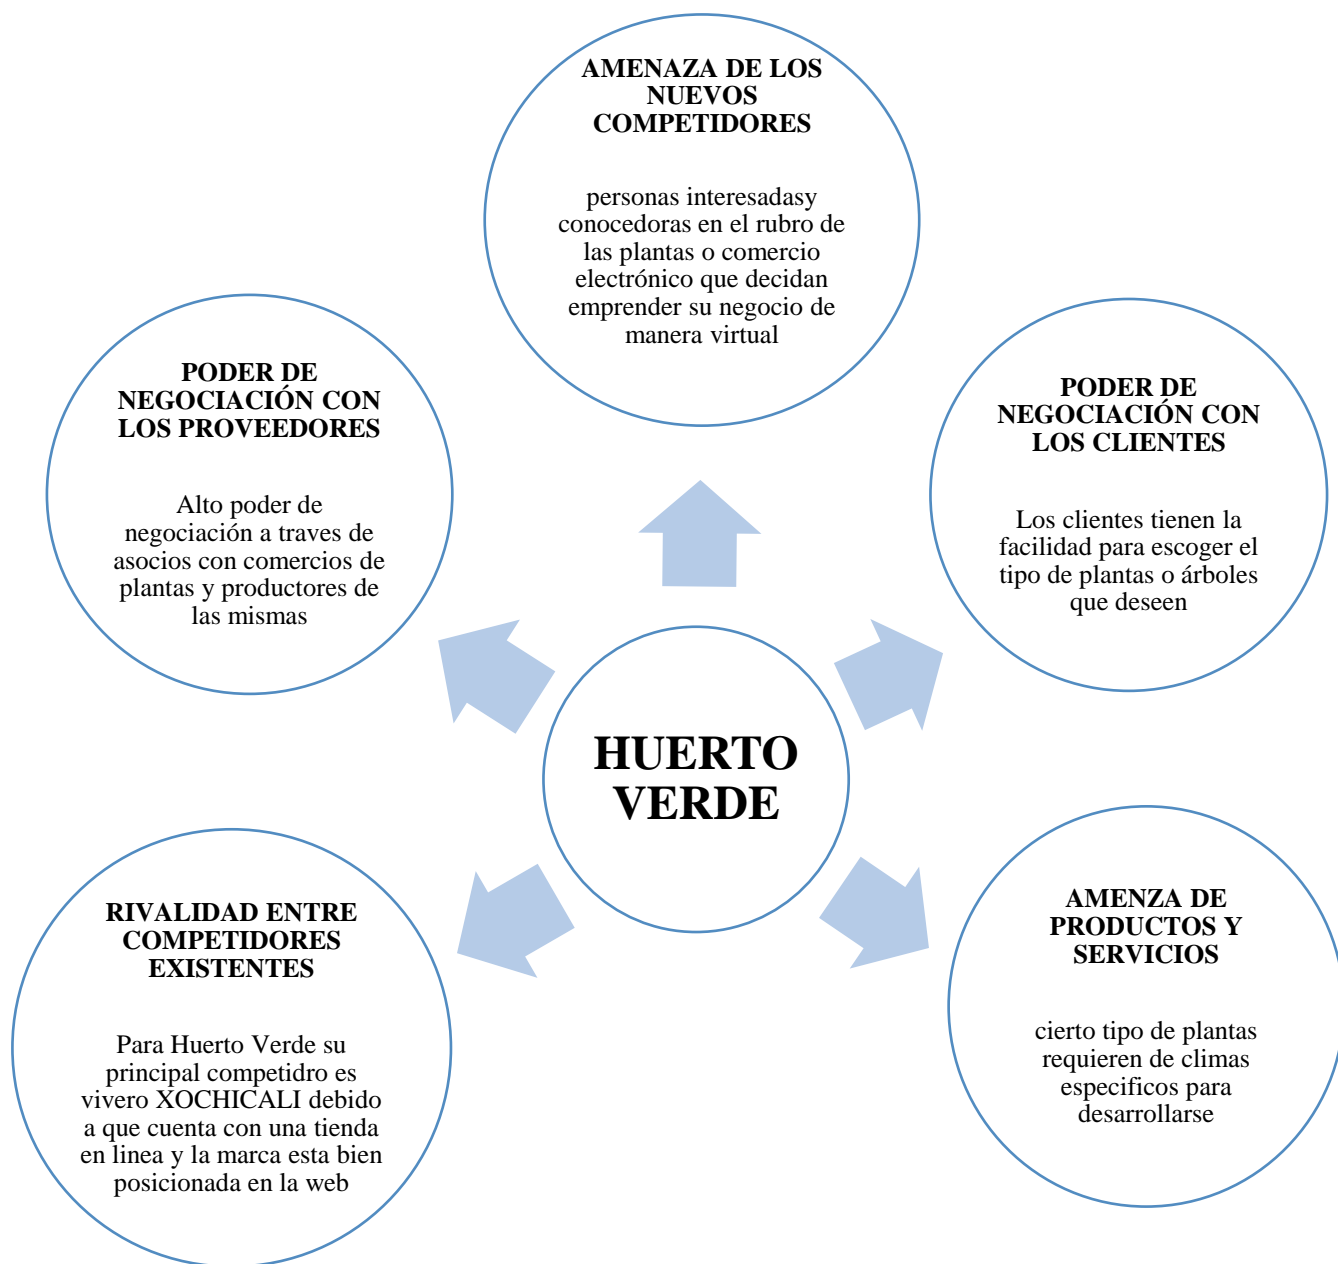 AMENAZA DE LOS
NUEVOS
COMPETIDORES
personas interesadasy
conocedoras en el rubro de
las plantas o comercio
electrónico que decidan
emprender su negocio de
manera virtual
PODER DE
NEGOCIACIÓN CON
LOS PROVEEDORES
Alto poder de
negociación a traves de
asocios con comercios de
plantas y productores de
las mismas
PODER DE
NEGOCIACIÓN CON
LOS CLIENTES
Los clientes tienen la
facilidad para escoger el
tipo de plantas o árboles
que deseen
HUERTO
VERDE
RIVALIDAD ENTRE
COMPETIDORES
EXISTENTES
Para Huerto Verde su
principal competidro es
vivero XOCHICALI debido
a que cuenta con una tienda
en linea y la marca esta bien
posicionada en la web
AMENZA DE
PRODUCTOS Y
SERVICIOS
cierto tipo de plantas
requieren de climas
especificos para
desarrollarse